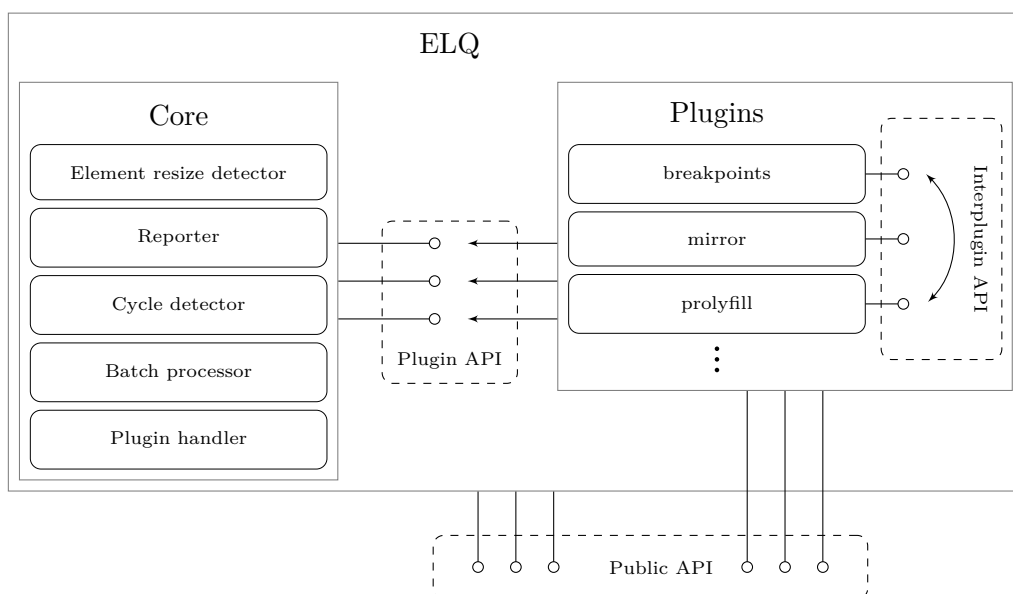 ELQ
Core
Element resize detector
Reporter
Cycle detector
Batch processor
Plugin handler
Plugin API
Plugins
breakpoints
mirror
prolyfill
Interplugin API
Public API